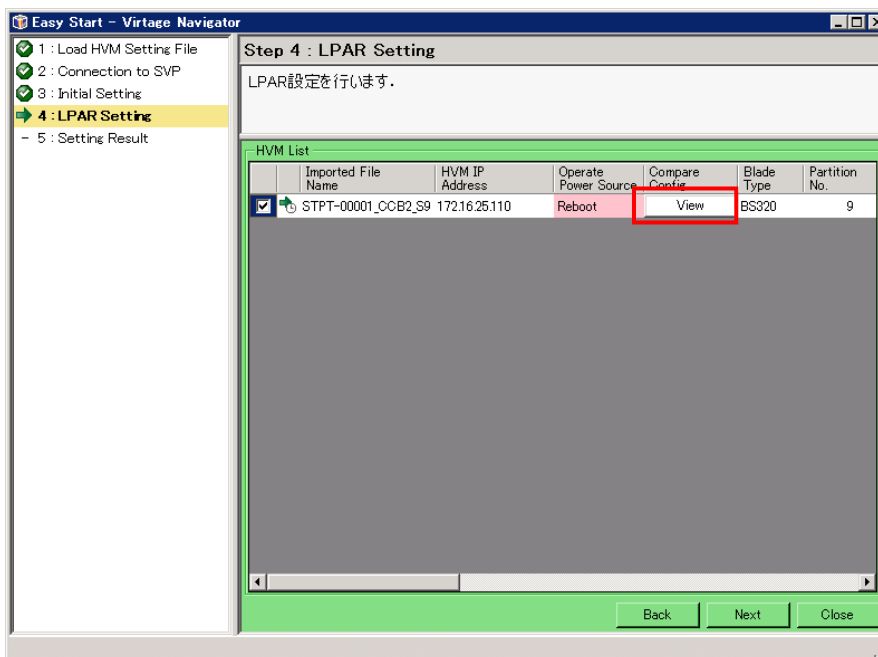 Easy Start - Virtage Navigator
1 : Load HVM Setting File
2 : Connection to SVP
3 : Initial Setting
4 : LPAR Setting
- 5 : Setting Result
Step 4 : LPAR Setting
LPAR設定を行います.
HVM List
Imported File Name
HVM IP Address
Operate Power Source
Compare Config
Blade Type
Partition No.
STPT-00001_CCB2_S9 172.16.25.110 Reboot View BS320 9
Back Next Close